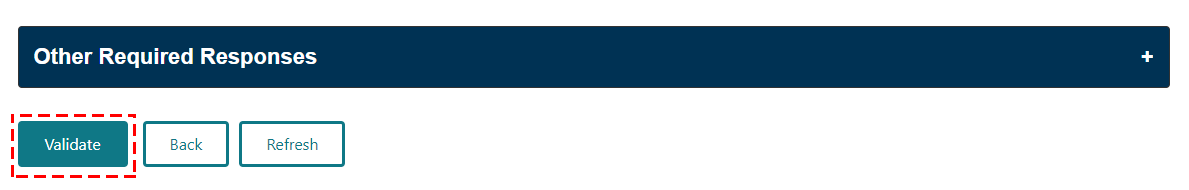 Other Required Responses +
Validate Back Refresh